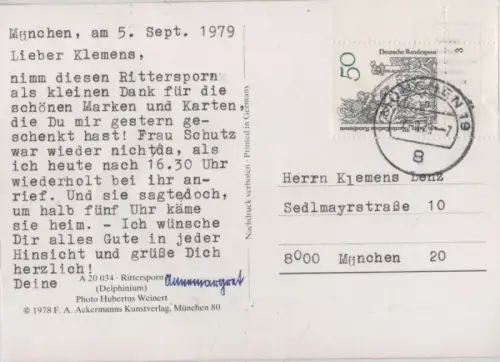 München, am 5. Sept. 1979
Lieber Klemens,
nimm diesen Rittersporn
als kleinen Dank für die
schönen Marken und Karten,
die Du mir gestern ge-
schenkt hast! Frau Schutz
war wieder nichtda, als
ich heute nach 16.30 Uhr
wiederholt bei ihr an-
rief. Und sie sagtedoch,
um halb fünf Uhr käme
sie heim. - Ich wünsche
Dir alles Gute in jeder
Hinsicht und grüße Dich
herzlich!
Deine Annemargret
A 20 034 · Rittersporn
(Delphinium)
Photo Hubertus Weinert
© 1978 F. A. Ackermanns Kunstverlag, München 80
Nachdruck verboten · Printed in Germany
50
Deutsche Bundespost
3
MÜNCHEN 19
8
Herrn Klemens Lenz
Sedlmayrstraße 10
8000 München 20